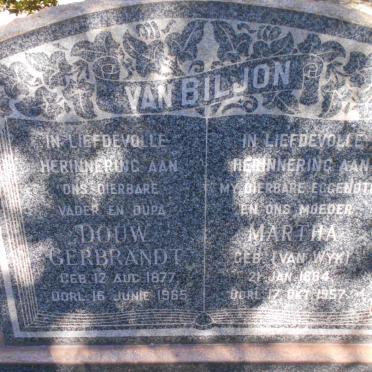 VAN BILJON
IN LIEFDEVOLLE
HERINNERING AAN
ONS DIERBARE
VADER EN OUPA
DOUW
GERBRANDT
GEB. 12 AUG. 1877
OORL. 16 JUNIE 1965
IN LIEFDEVOLLE
HERINNERING AAN
MY DIERBARE EGGENOTE
EN ONS MOEDER
MARTHA
GEB. (VAN WYK)
21 JAN. 1884
OORL. 17 OKT. 1957